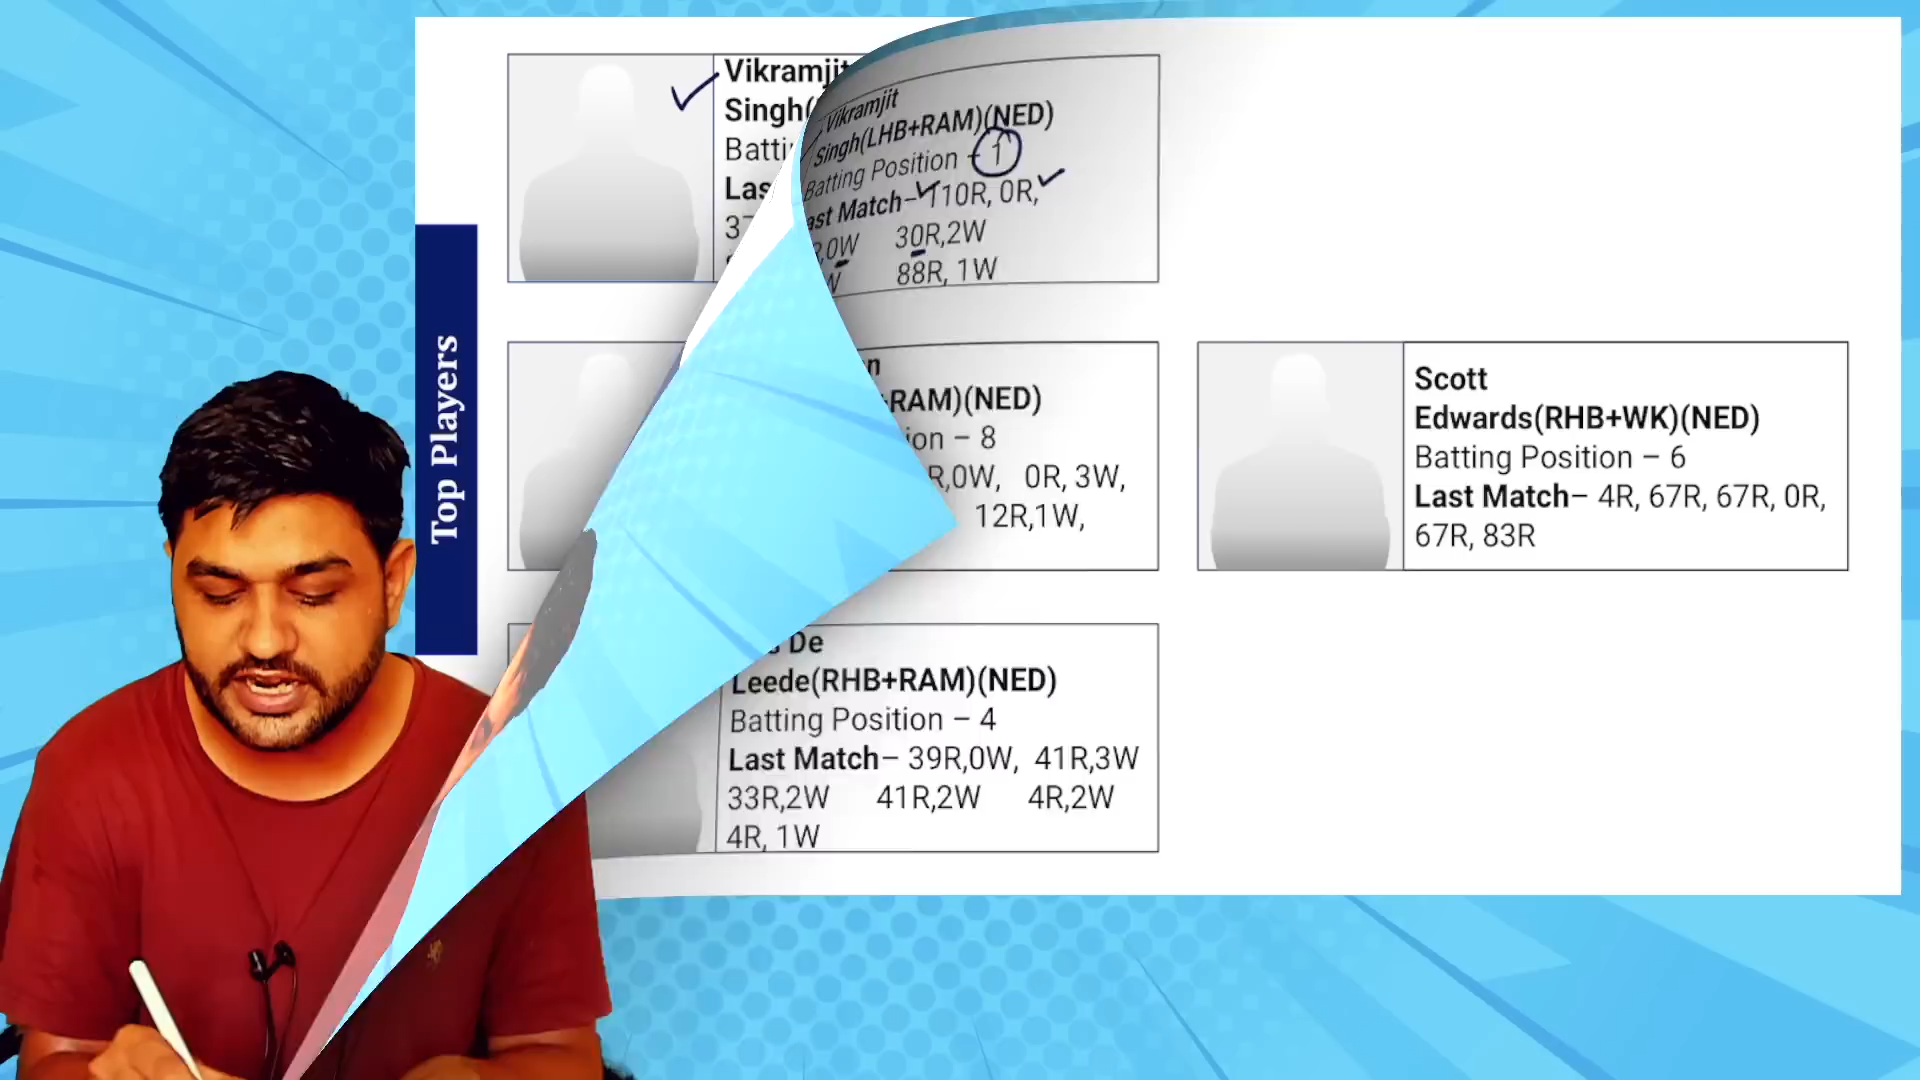 Top Players
Vikramjit
Singh(
Batti
Las
3
Vikramjit
Singh(LHB+RAM)(NED)
Batting Position – 1
ast Match– 110R, 0R,
R,0W 30R,2W
W 88R, 1W
n
+RAM)(NED)
ion – 8
R,0W, 0R, 3W,
12R,1W,
Scott
Edwards(RHB+WK)(NED)
Batting Position – 6
Last Match– 4R, 67R, 67R, 0R,
67R, 83R
s De
Leede(RHB+RAM)(NED)
Batting Position – 4
Last Match– 39R,0W, 41R,3W
33R,2W 41R,2W 4R,2W
4R, 1W